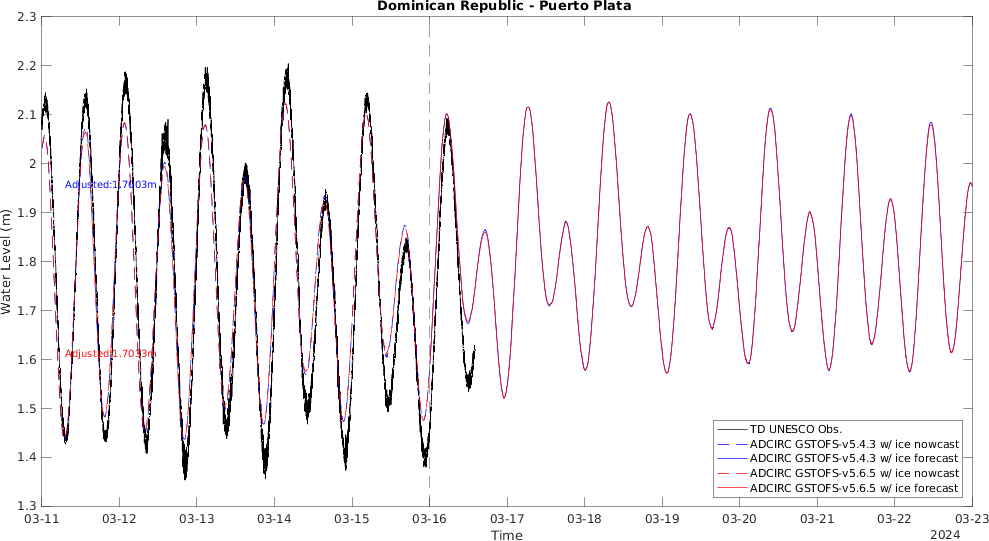 Dominican Republic - Puerto Plata
2.3
2.2
2.1
2
1.9
1.8
1.7
1.6
1.5
1.4
1.3
Water Level (m)
Adjusted:1.7003m
Adjusted:1.7033m
TD UNESCO Obs.
ADCIRC GSTOFS-v5.4.3 w/ ice nowcast
ADCIRC GSTOFS-v5.4.3 w/ ice forecast
ADCIRC GSTOFS-v5.6.5 w/ ice nowcast
ADCIRC GSTOFS-v5.6.5 w/ ice forecast
03-11 03-12 03-13 03-14 03-15 03-16 03-17 03-18 03-19 03-20 03-21 03-22 03-23
Time
2024